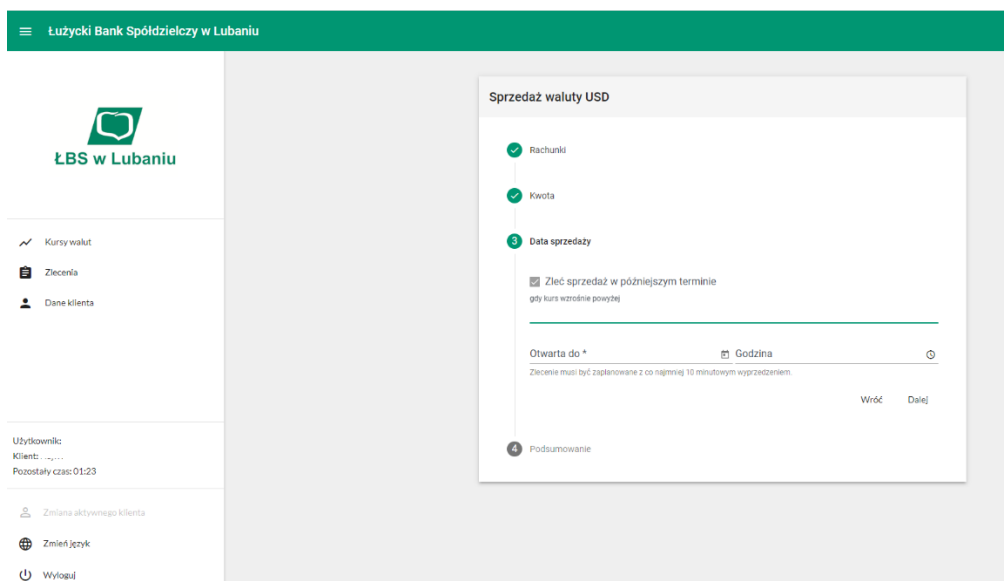 Łużycki Bank Spółdzielczy w Lubaniu
ŁBS w Lubaniu
Kursy walut
Zlecenia
Dane klienta
Użytkownik:
Klient:
Pozostały czas: 01:23
Zmiana aktywnego klienta
Zmień język
Wyloguj
Sprzedaż waluty USD
Rachunki
Kwota
3 Data sprzedaży
Zleć sprzedaż w późniejszym terminie
gdy kurs wzrośnie powyżej
Otwarta do * Godzina
Zlecenie musi być zaplanowane z co najmniej 10 minutowym wyprzedzeniem.
Wróć Dalej
4 Podsumowanie